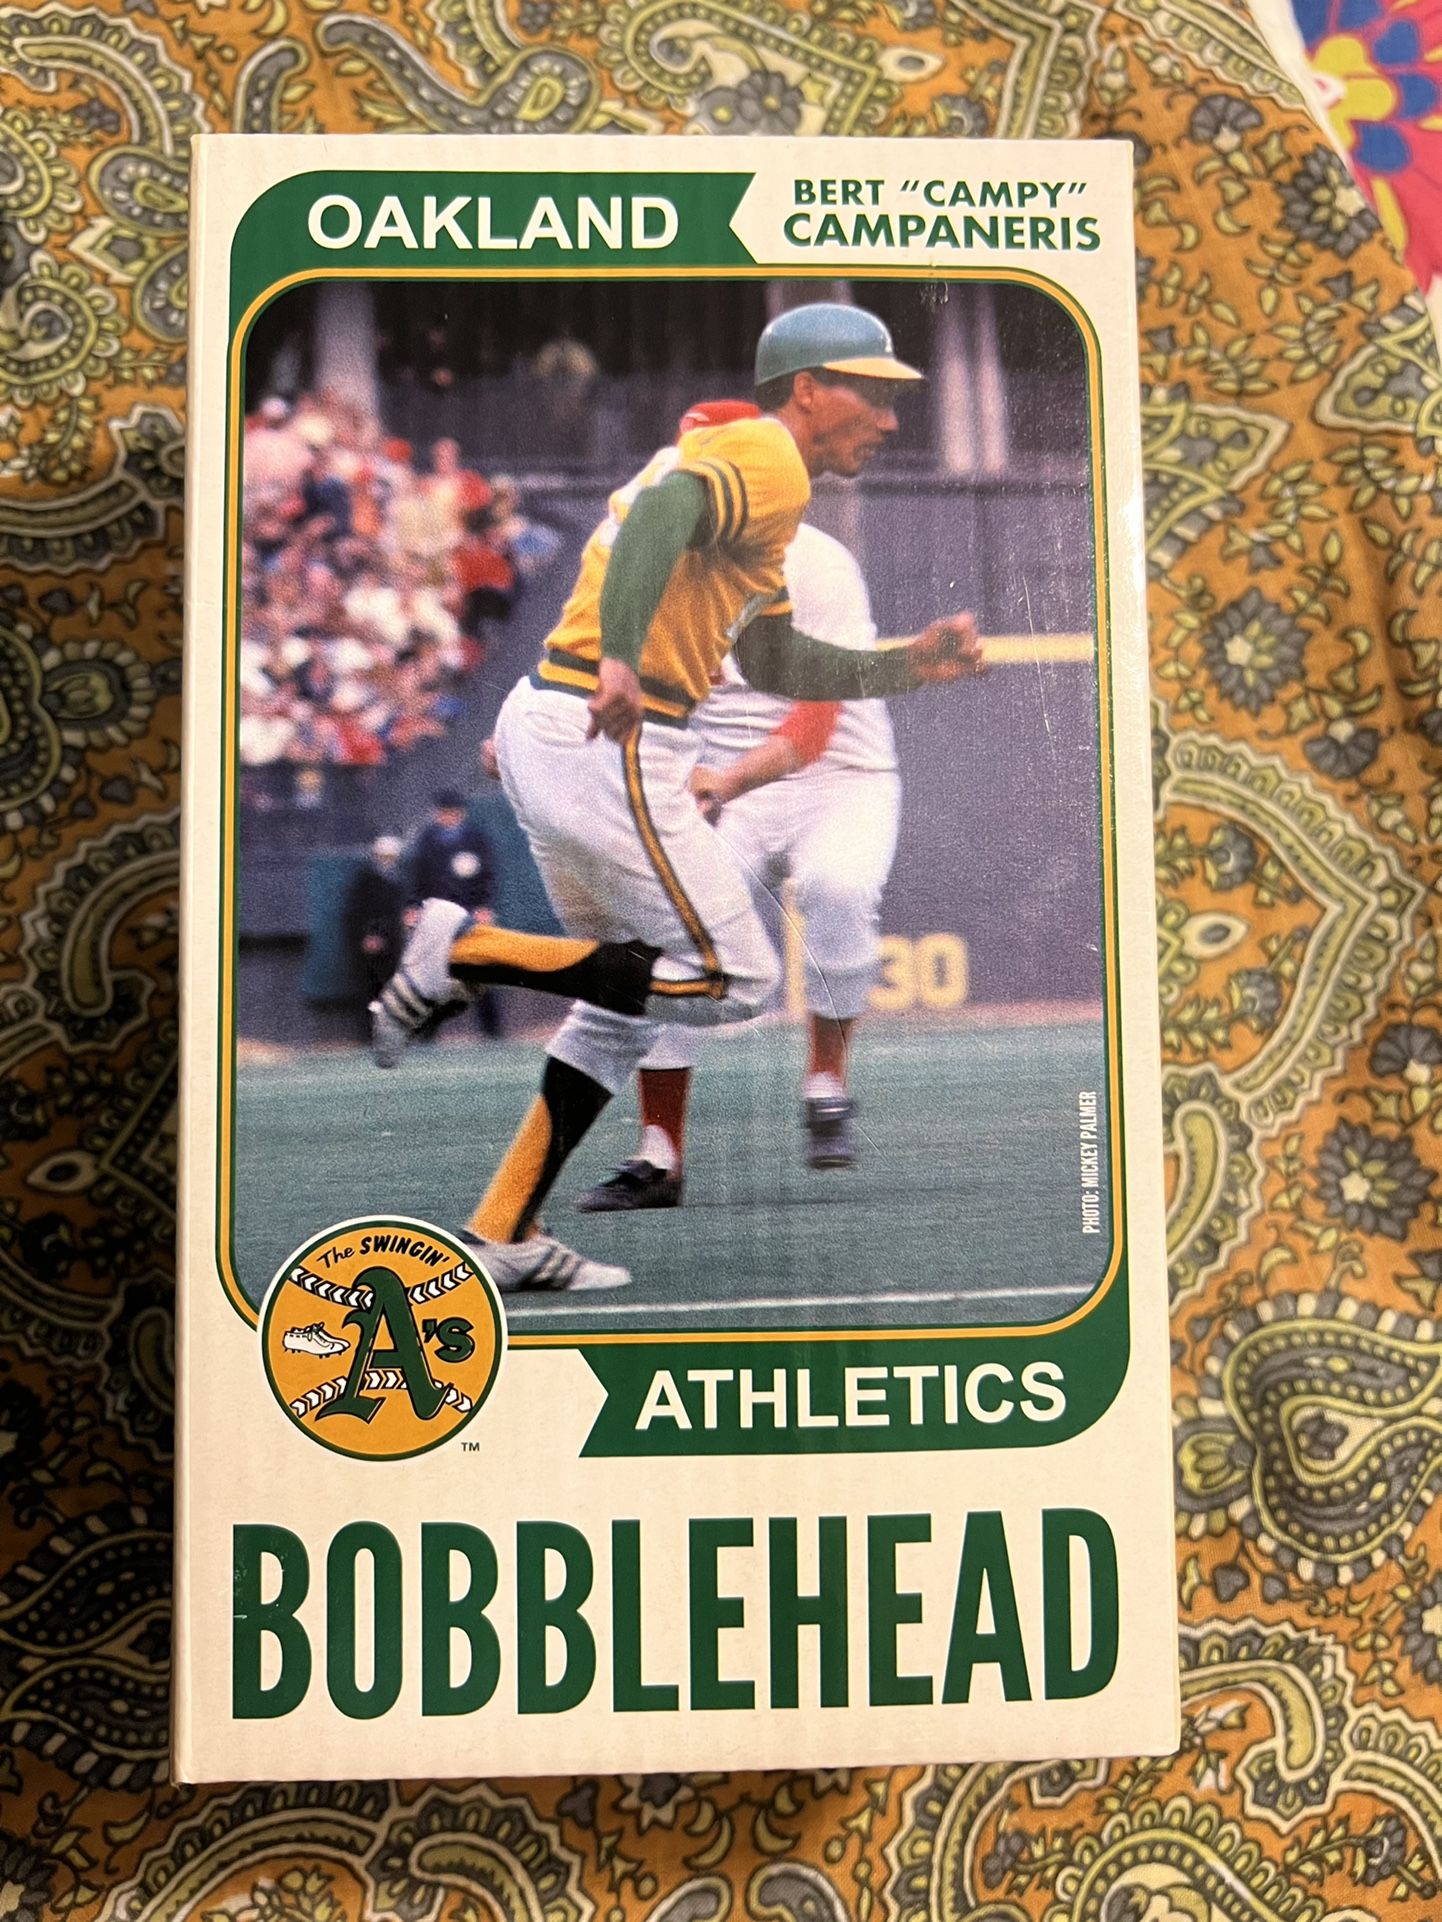 OAKLAND
BERT “CAMPY”
CAMPANERIS
30
PHOTO: MICKEY PALMER
The SWINGIN'
A's
TM
ATHLETICS
BOBBLEHEAD